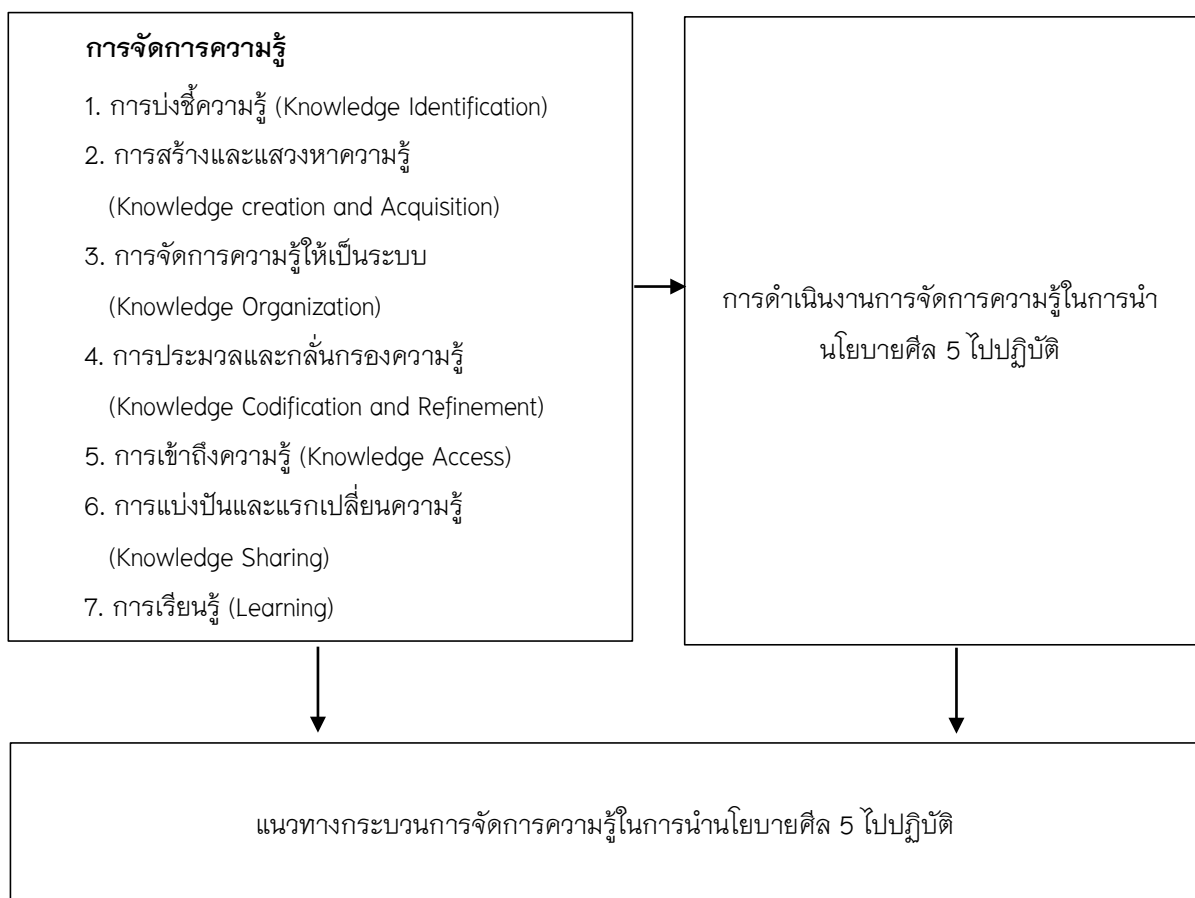 การจัดการความรู้
1. การบ่งชี้ความรู้ (Knowledge Identification)
2. การสร้างและแสวงหาความรู้
(Knowledge creation and Acquisition)
3. การจัดการความรู้ให้เป็นระบบ
(Knowledge Organization)
4. การประมวลและกลั่นกรองความรู้
(Knowledge Codification and Refinement)
5. การเข้าถึงความรู้ (Knowledge Access)
6. การแบ่งปันและแรกเปลี่ยนความรู้
(Knowledge Sharing)
7. การเรียนรู้ (Learning)
การดำเนินงานการจัดการความรู้ในการนำ
นโยบายศีล 5 ไปปฏิบัติ
แนวทางกระบวนการจัดการความรู้ในการนำนโยบายศีล 5 ไปปฏิบัติ